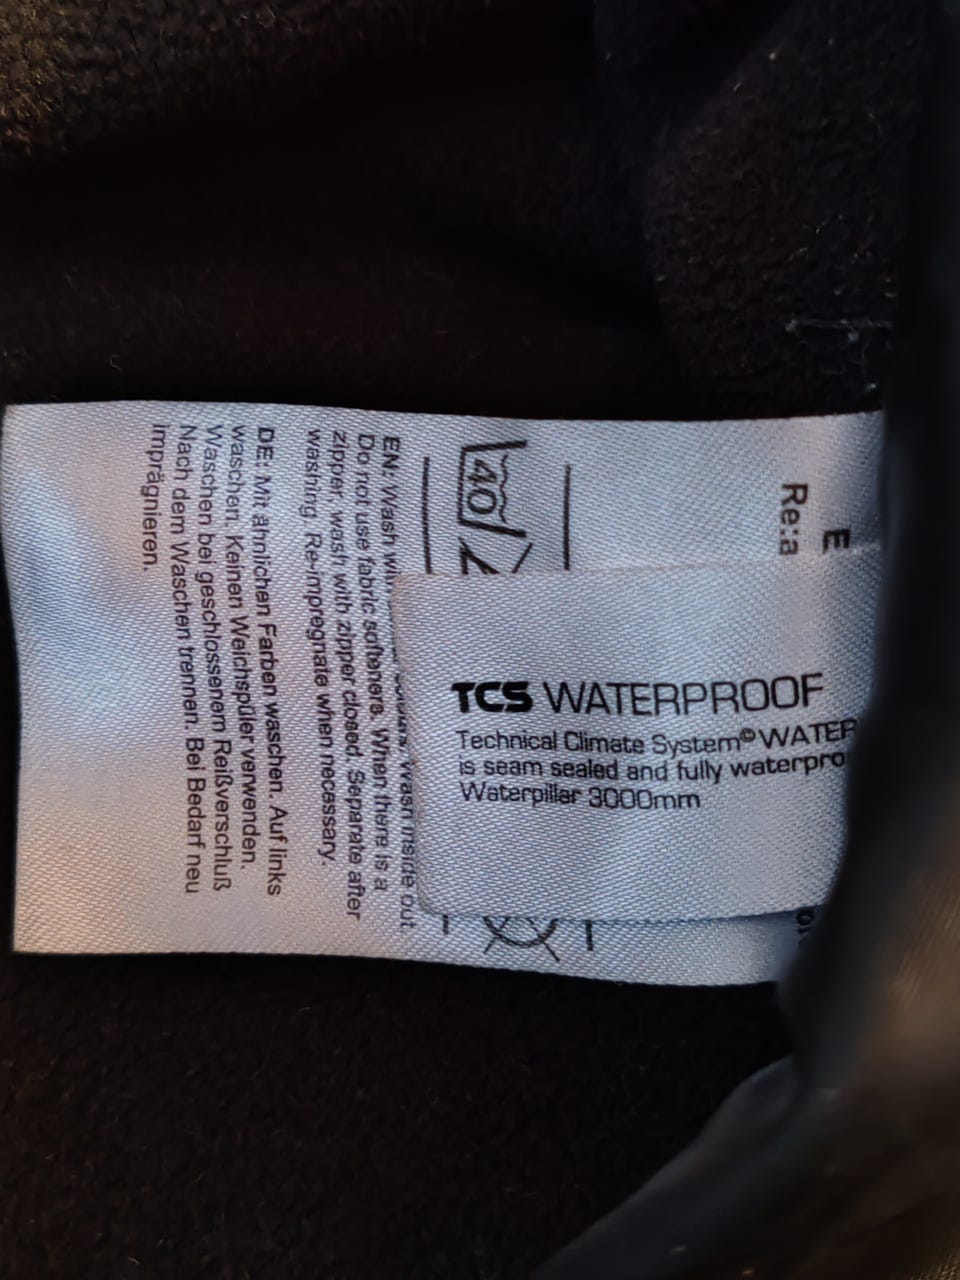 TCS WATERPROOF
Technical Climate System© WATER
is seam sealed and fully waterpro
Waterpillar 3000mm
E
Re:a
40
EN: Wash
colours. Wash inside out
Do not use fabric softeners. When there is a
zipper, wash with zipper closed. Separate after
washing. Re-impregnate when necessary.
DE: Mit ähnlichen Farben waschen. Auf links
waschen. Keinen Weichspüler verwenden.
Waschen bei geschlossenem Reißverschluß
Nach dem Waschen trennen. Bei Bedarf neu
imprägnieren.